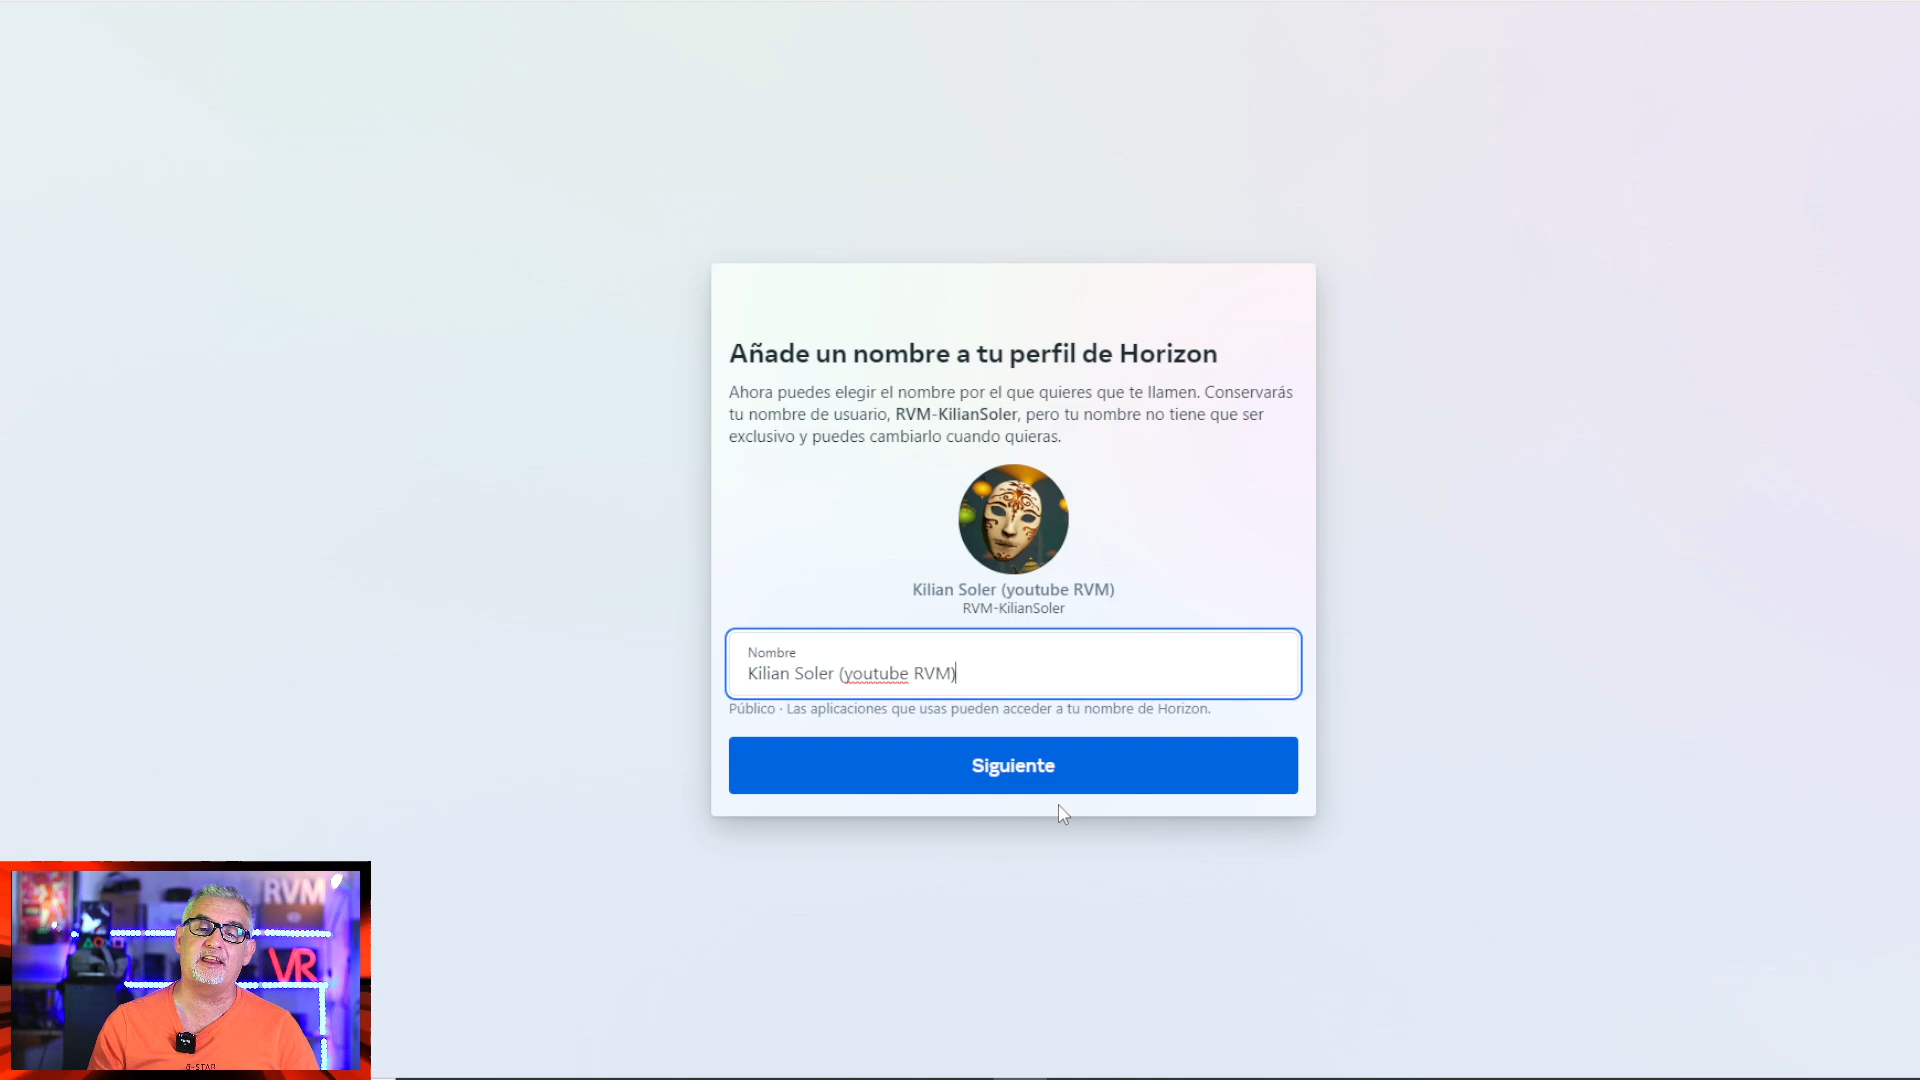 Añade un nombre a tu perfil de Horizon
Ahora puedes elegir el nombre por el que quieres que te llamen. Conservarás
tu nombre de usuario, RVM-KilianSoler, pero tu nombre no tiene que ser
exclusivo y puedes cambiarlo cuando quieras.
Kilian Soler (youtube RVM)
RVM-KilianSoler
Nombre
Kilian Soler (youtube RVM)
Público · Las aplicaciones que usas pueden acceder a tu nombre de Horizon.
Siguiente
RVM
VR
G-STAR